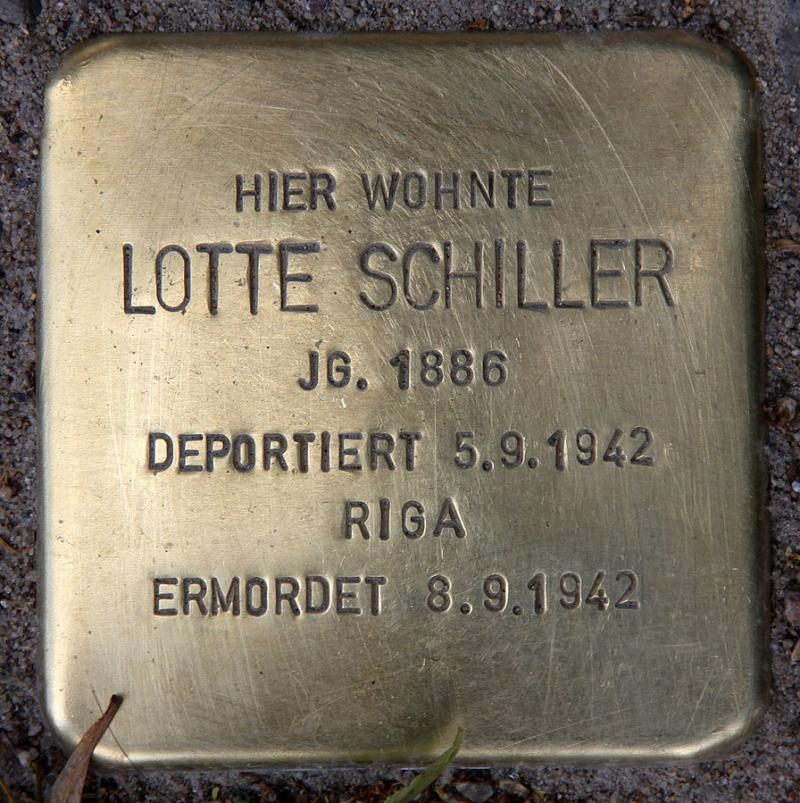 HIER WOHNTE
LOTTE SCHILLER
JG. 1886
DEPORTIERT 5.9.1942
RIGA
ERMORDET 8.9.1942